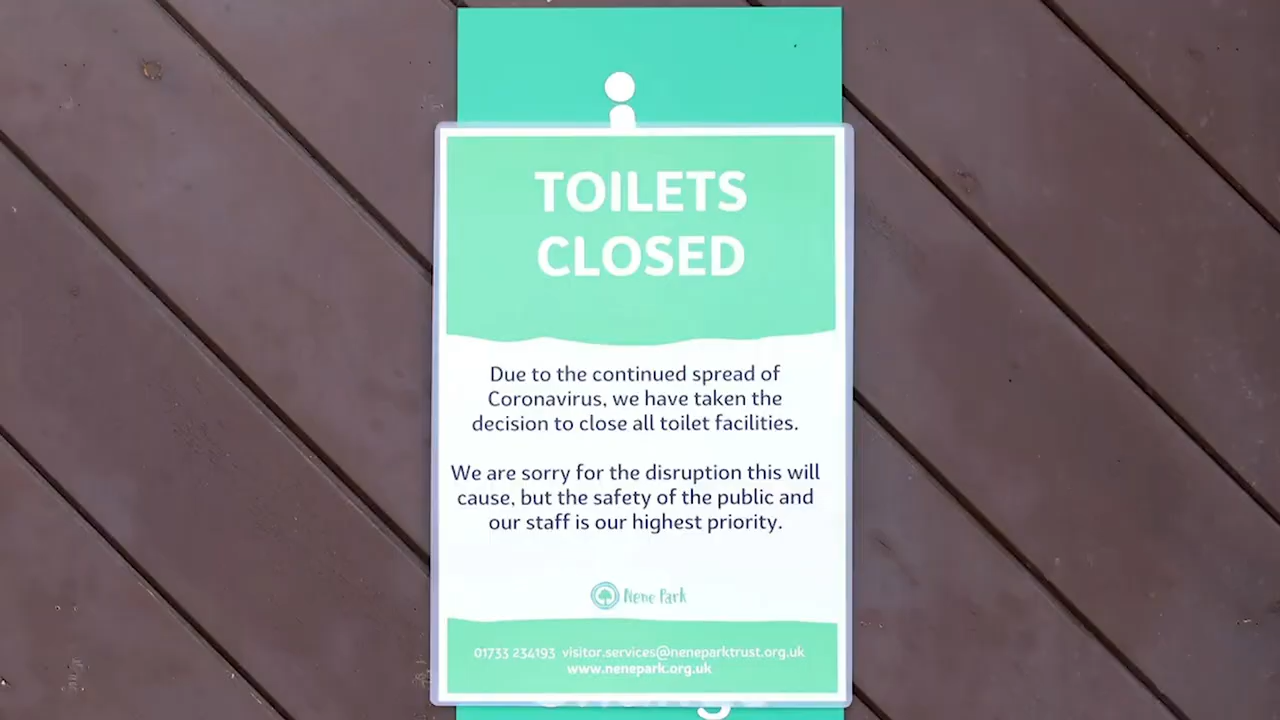 TOILETS
CLOSED
Due to the continued spread of
Coronavirus, we have taken the
decision to close all toilet facilities.
We are sorry for the disruption this will
cause, but the safety of the public and
our staff is our highest priority.
Nene Park
01733 234193 visitor.services@neneparktrust.org.uk
www.nenepark.org.uk